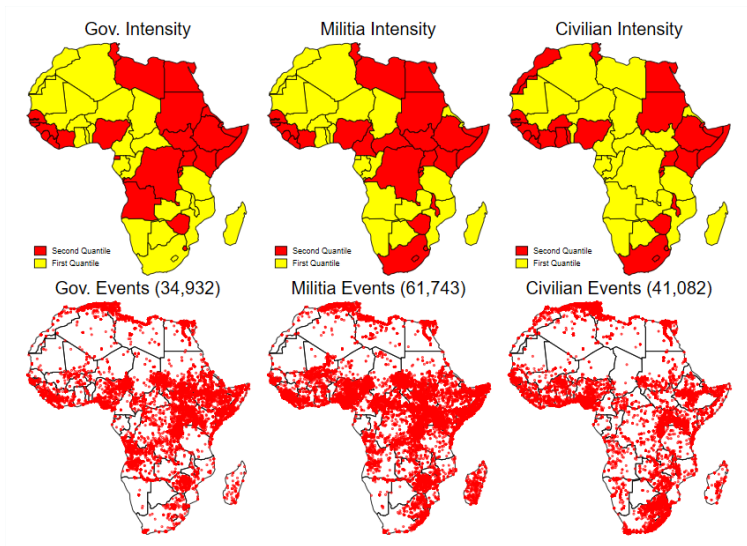 Gov. Intensity
Militia Intensity
Civilian Intensity
Second Quantile
First Quantile
Second Quantile
First Quantile
Second Quantile
First Quantile
Gov. Events (34,932)
Militia Events (61,743)
Civilian Events (41,082)